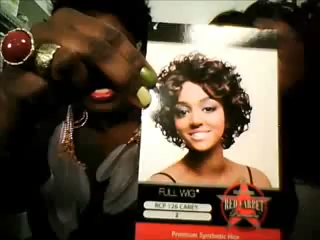 FULL WIG
RCP 726 CAREY
2
RED CARPET
Premium Synthetic Hair